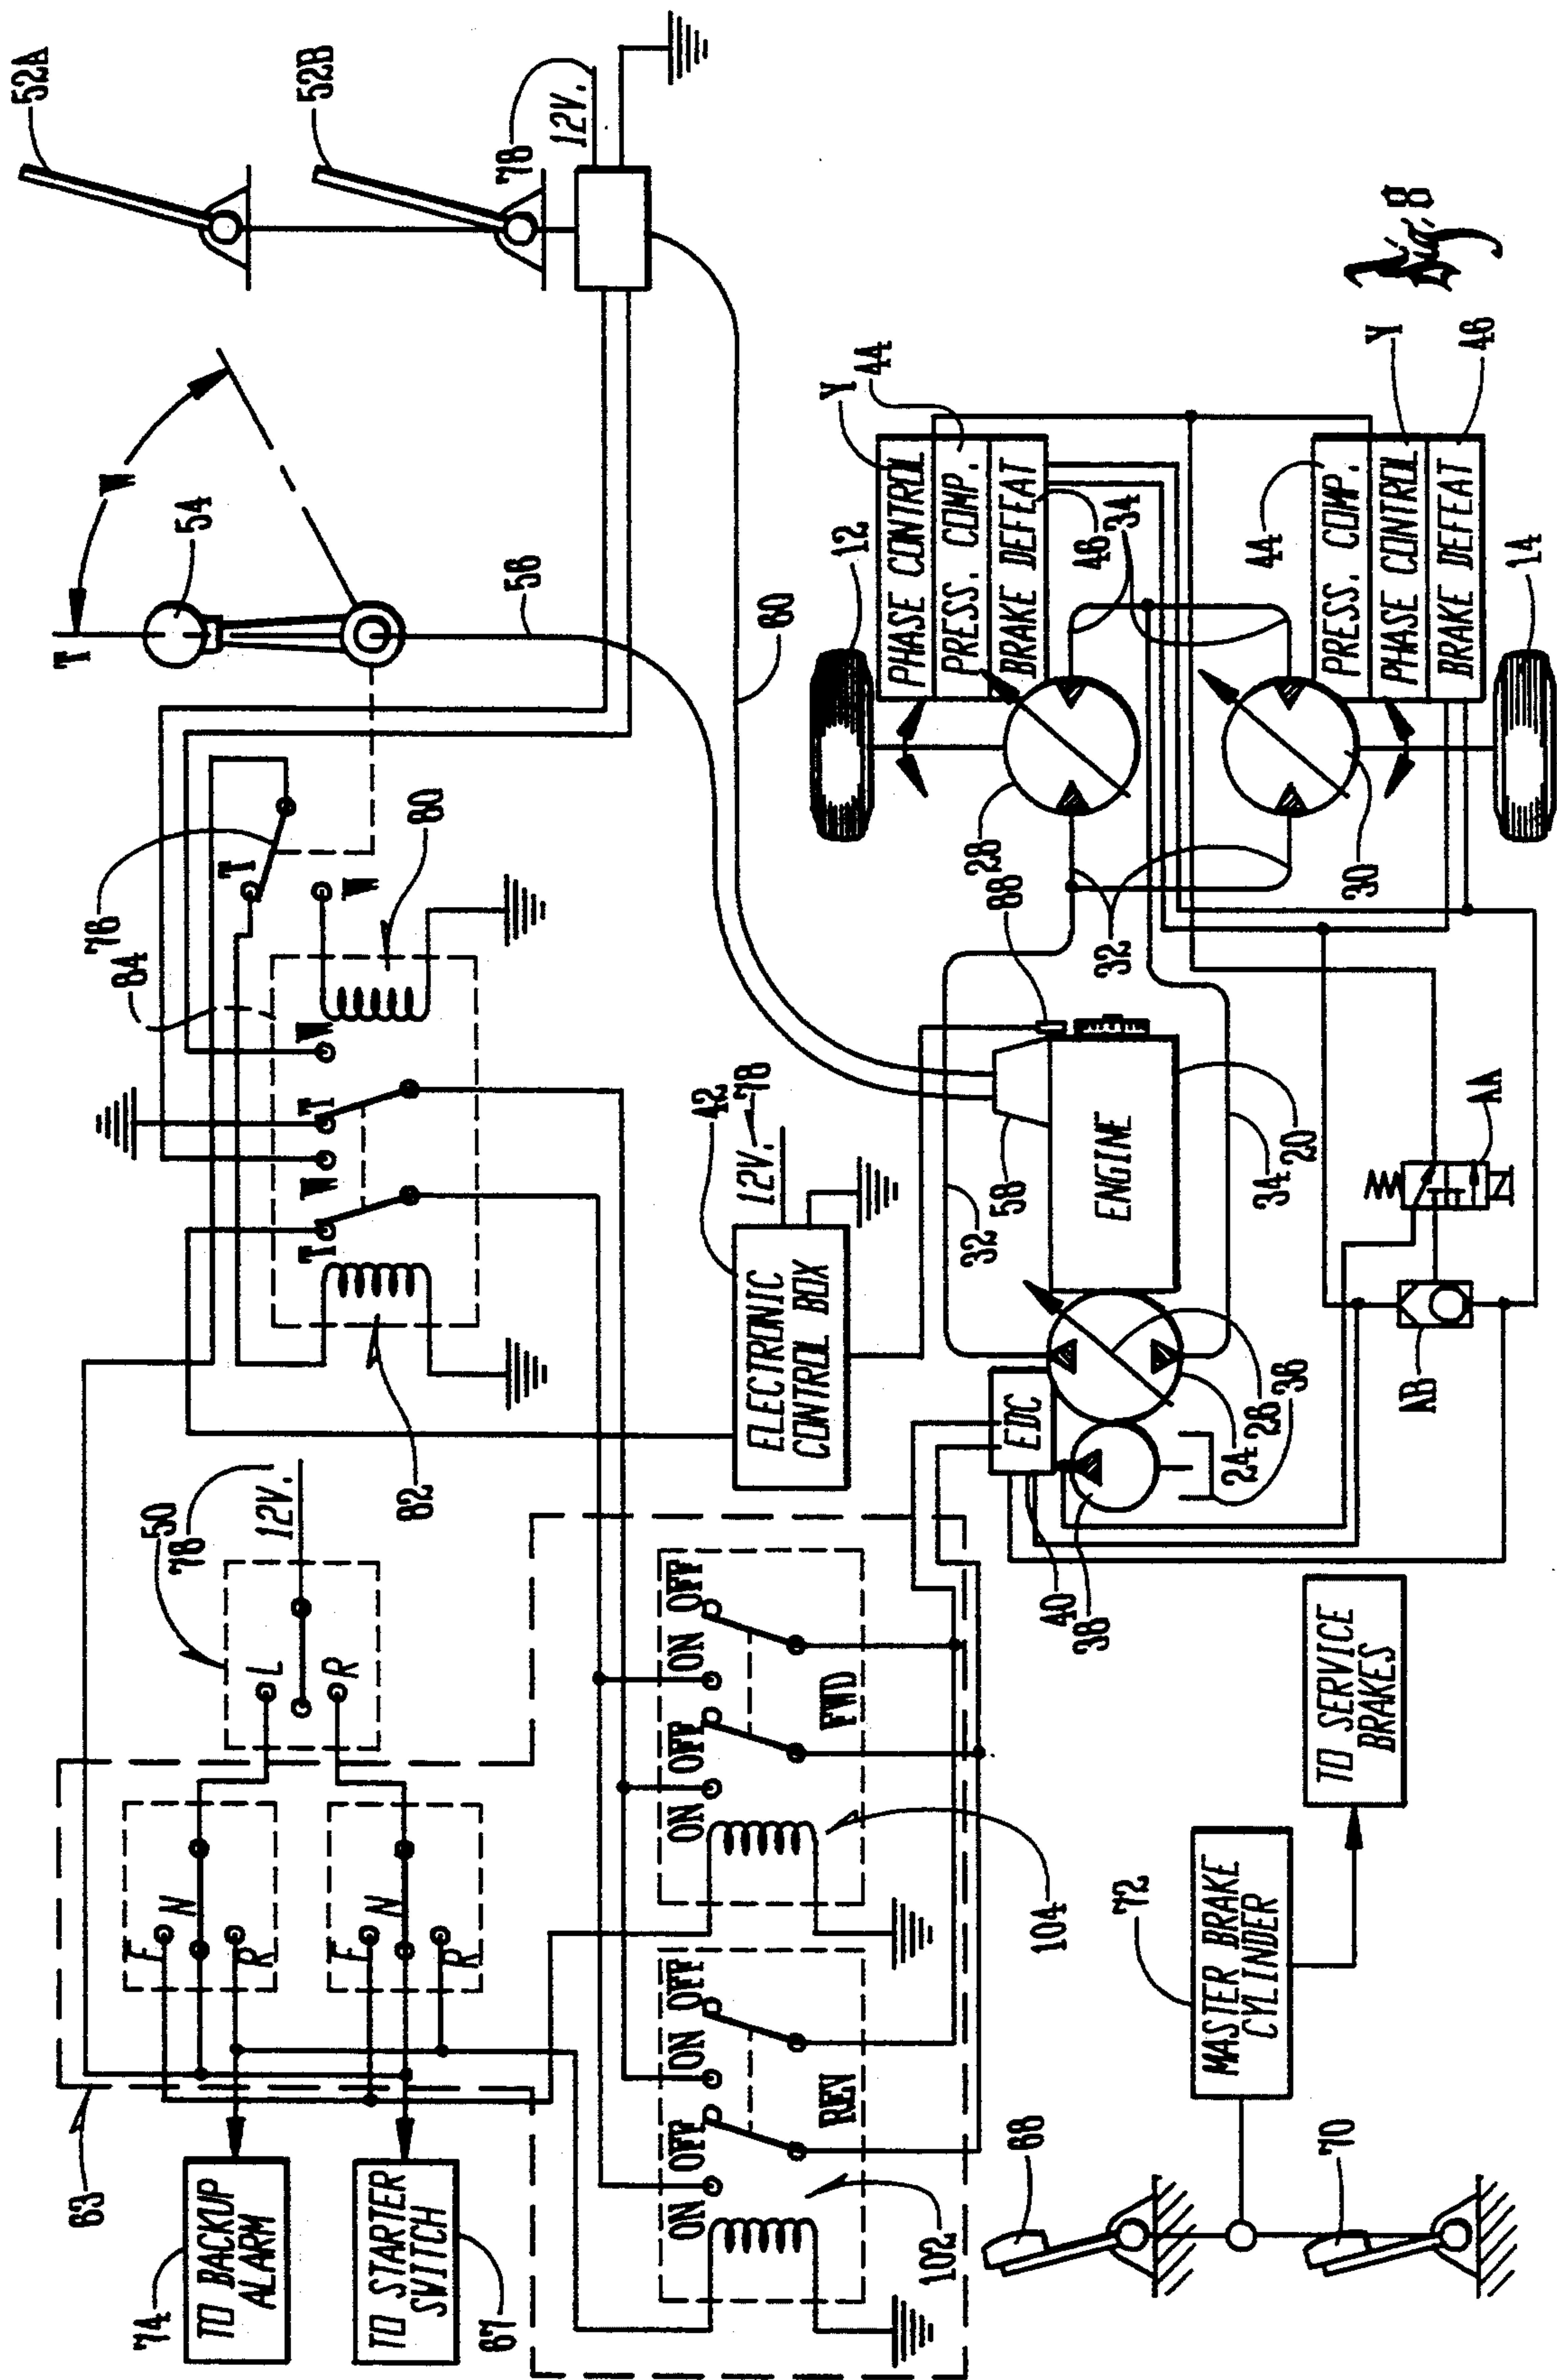 74
TO BACKUP
ALARM
TO STARTER
SWITCH
67
63
F
N
R
F
N
R
50
78
12V.
L
R
82
84
76
T
W
80
T
W
T
W
T
W
54
56
52A
52B
78
12V.
60
102
ON
OFF
ON
OFF
REV
104
ON
OFF
ON
OFF
FWD
42
12V.
78
ELECTRONIC
CONTROL BOX
68
70
72
MASTER BRAKE
CYLINDER
TO SERVICE
BRAKES
40
38
EDC
24
26
36
32
58
ENGINE
34
20
88
28
32
30
12
Y
44
PHASE CONTROL
PRESS. COMP.
BRAKE DEFEAT
46
34
44
PRESS. COMP.
PHASE CONTROL
BRAKE DEFEAT
Y
46
14
AB
AA
Fig. 8